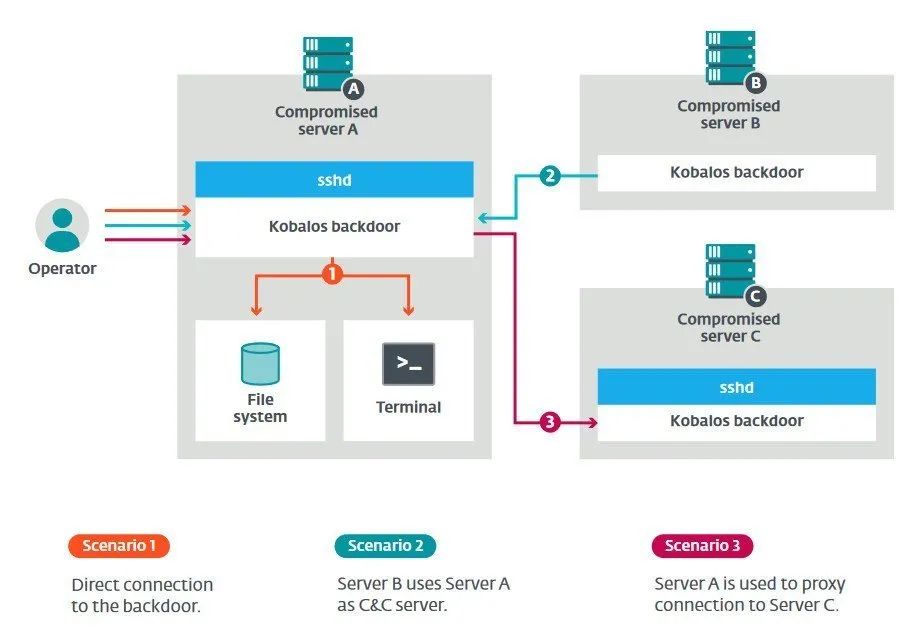 A
Compromised
server A
sshd
Kobalos backdoor
Operator
1
File
system
>_
Terminal
B
Compromised
server B
Kobalos backdoor
2
C
Compromised
server C
sshd
Kobalos backdoor
3
Scenario 1
Direct connection
to the backdoor.
Scenario 2
Server B uses Server A
as C&C server.
Scenario 3
Server A is used to proxy
connection to Server C.